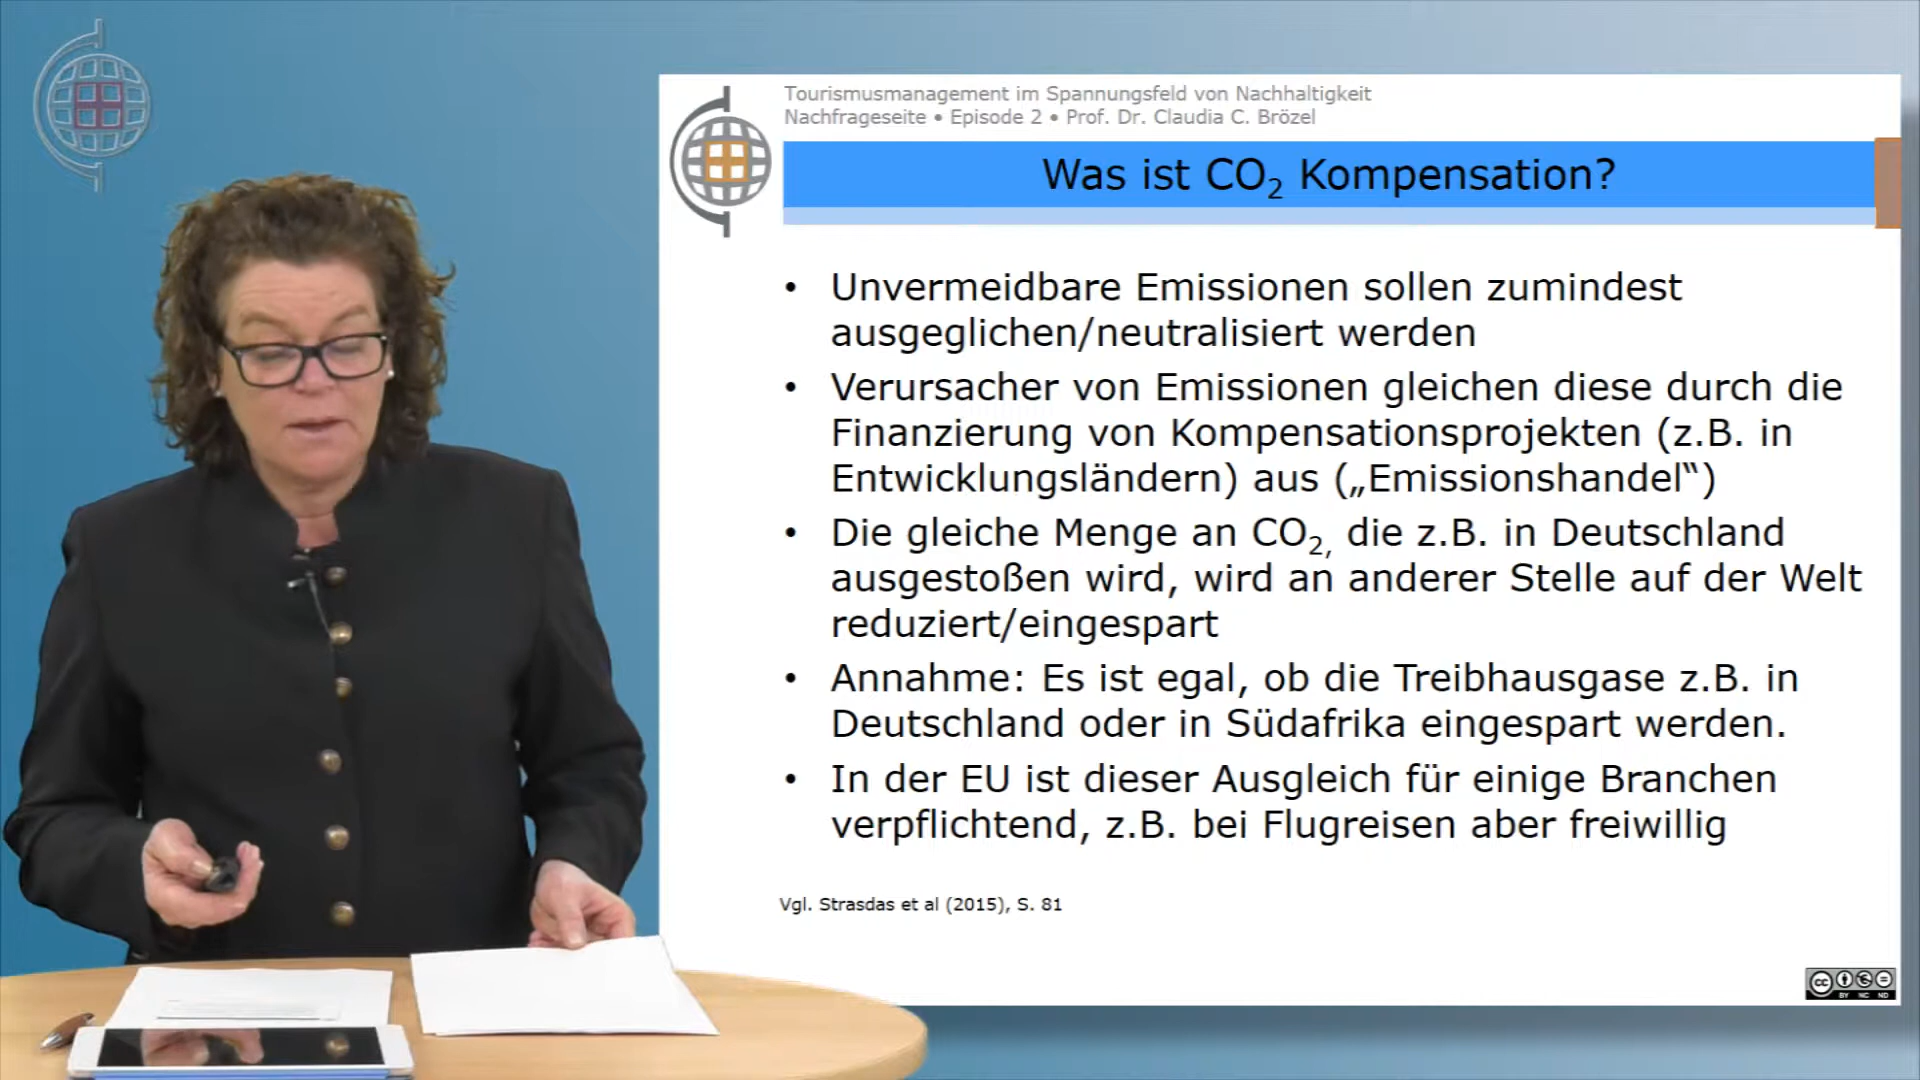 Tourismusmanagement im Spannungsfeld von Nachhaltigkeit
Nachfrageseite • Episode 2 • Prof. Dr. Claudia C. Brözel
Was ist CO₂ Kompensation?
• Unvermeidbare Emissionen sollen zumindest
ausgeglichen/neutralisiert werden
• Verursacher von Emissionen gleichen diese durch die
Finanzierung von Kompensationsprojekten (z.B. in
Entwicklungsländern) aus („Emissionshandel“)
• Die gleiche Menge an CO₂, die z.B. in Deutschland
ausgestoßen wird, wird an anderer Stelle auf der Welt
reduziert/eingespart
• Annahme: Es ist egal, ob die Treibhausgase z.B. in
Deutschland oder in Südafrika eingespart werden.
• In der EU ist dieser Ausgleich für einige Branchen
verpflichtend, z.B. bei Flugreisen aber freiwillig
Vgl. Strasdas et al (2015), S. 81
cc
BY NC ND